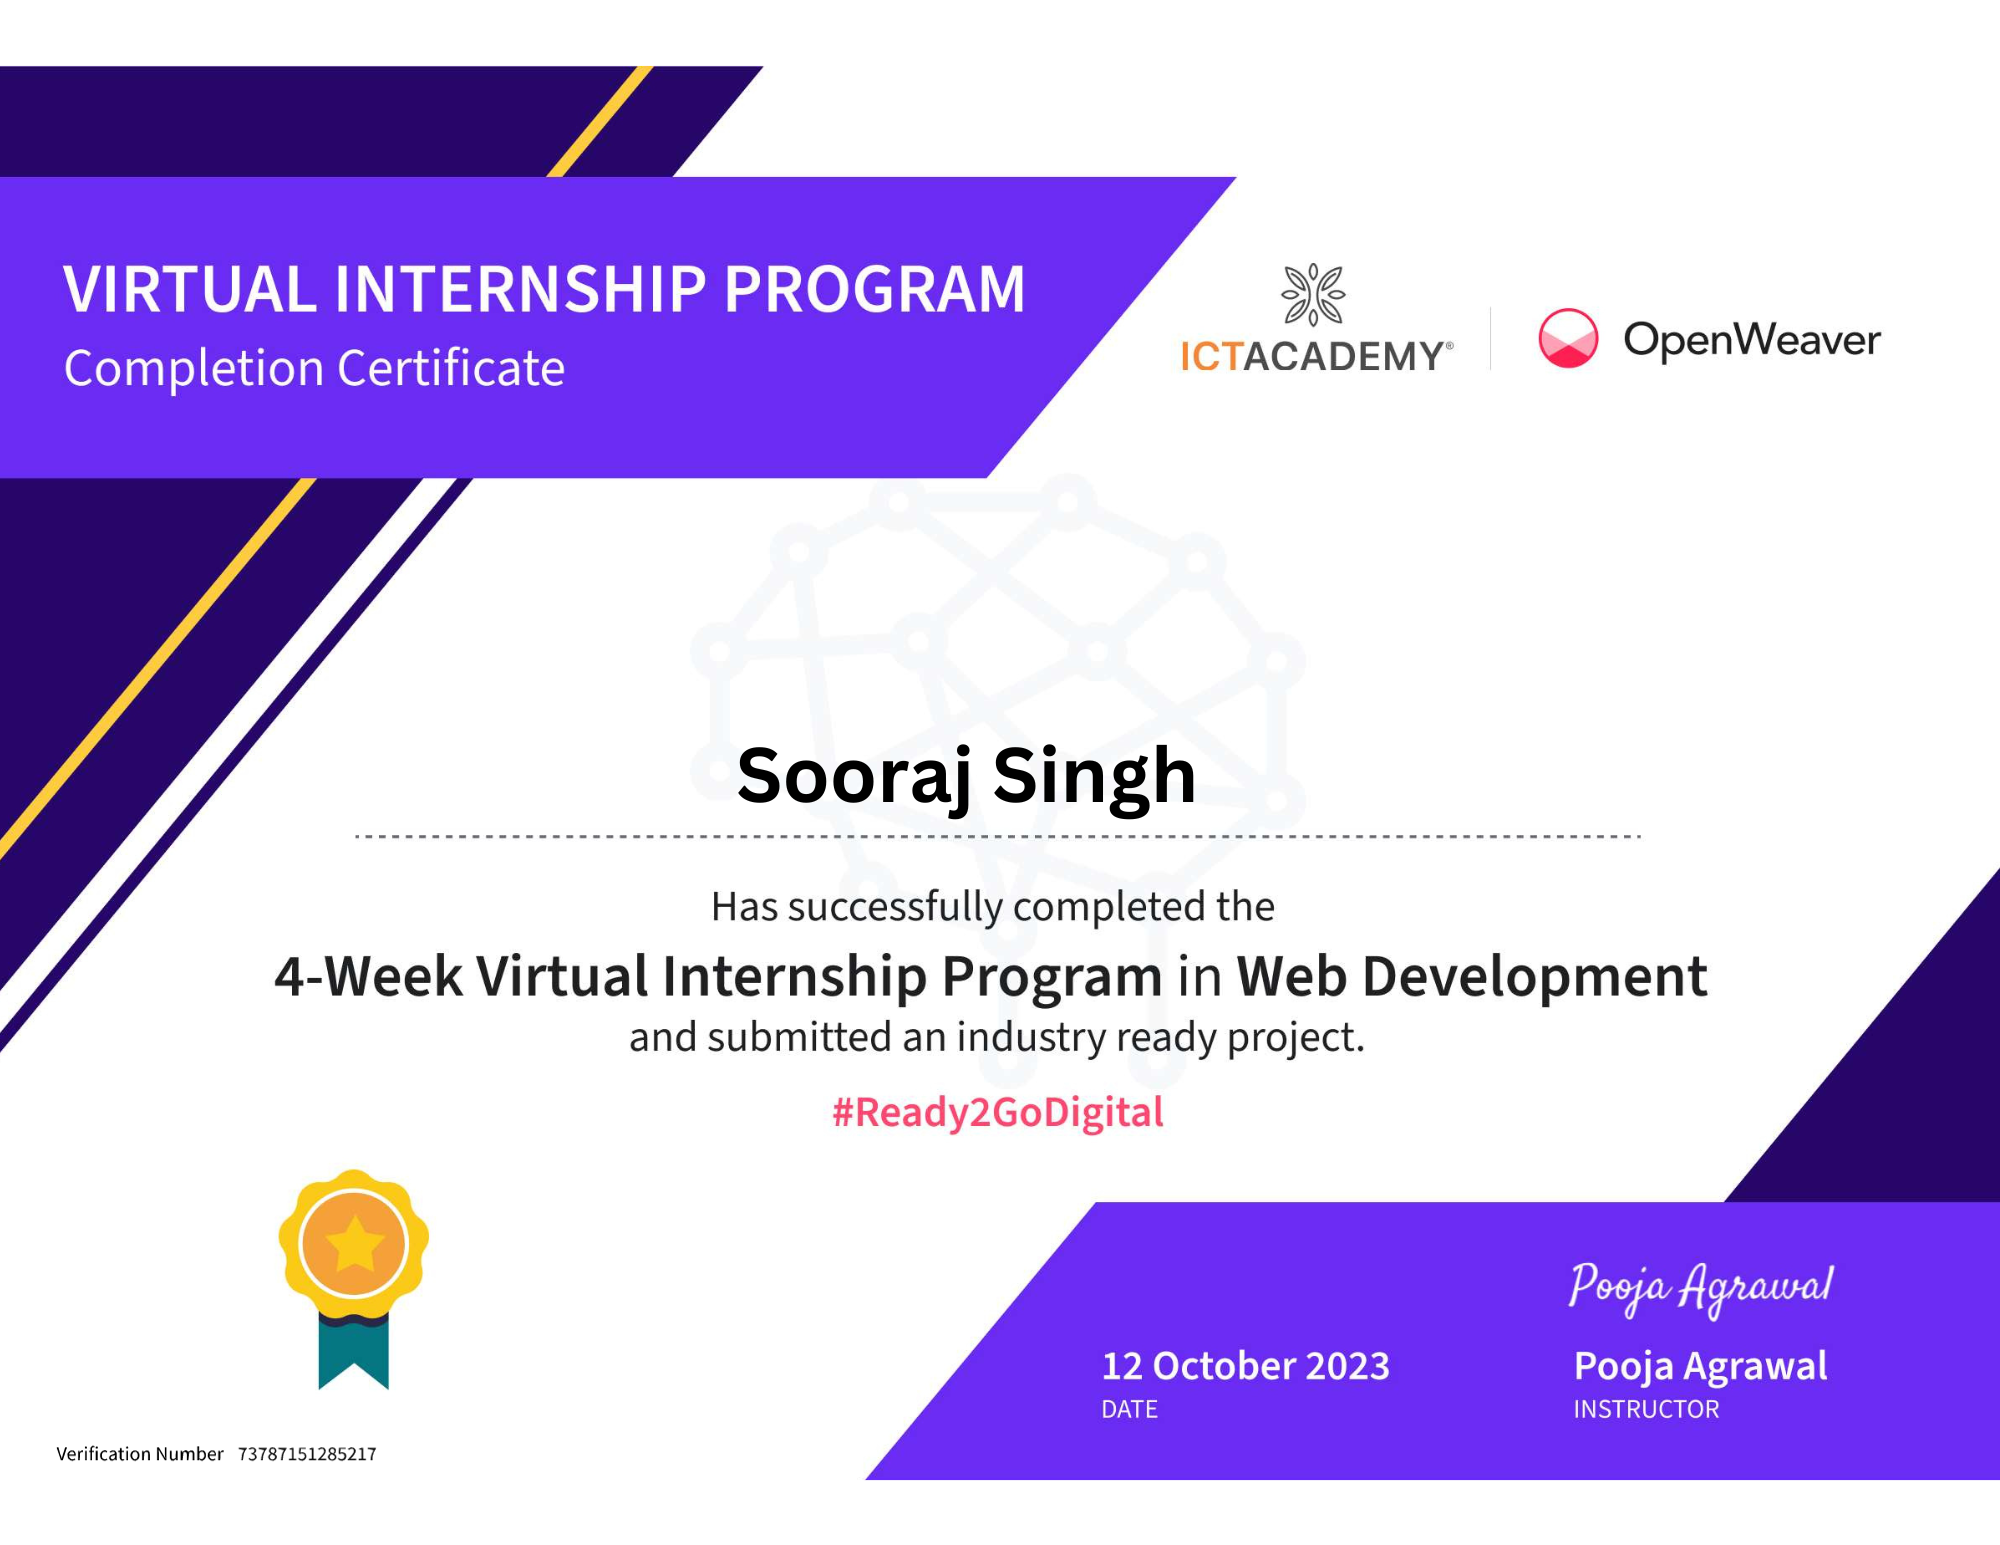 VIRTUAL INTERNSHIP PROGRAM
Completion Certificate
ICTACADEMY®
OpenWeaver
Sooraj Singh
Has successfully completed the
4-Week Virtual Internship Program in Web Development
and submitted an industry ready project.
#Ready2GoDigital
Pooja Agrawal
12 October 2023
DATE
Pooja Agrawal
INSTRUCTOR
Verification Number 73787151285217